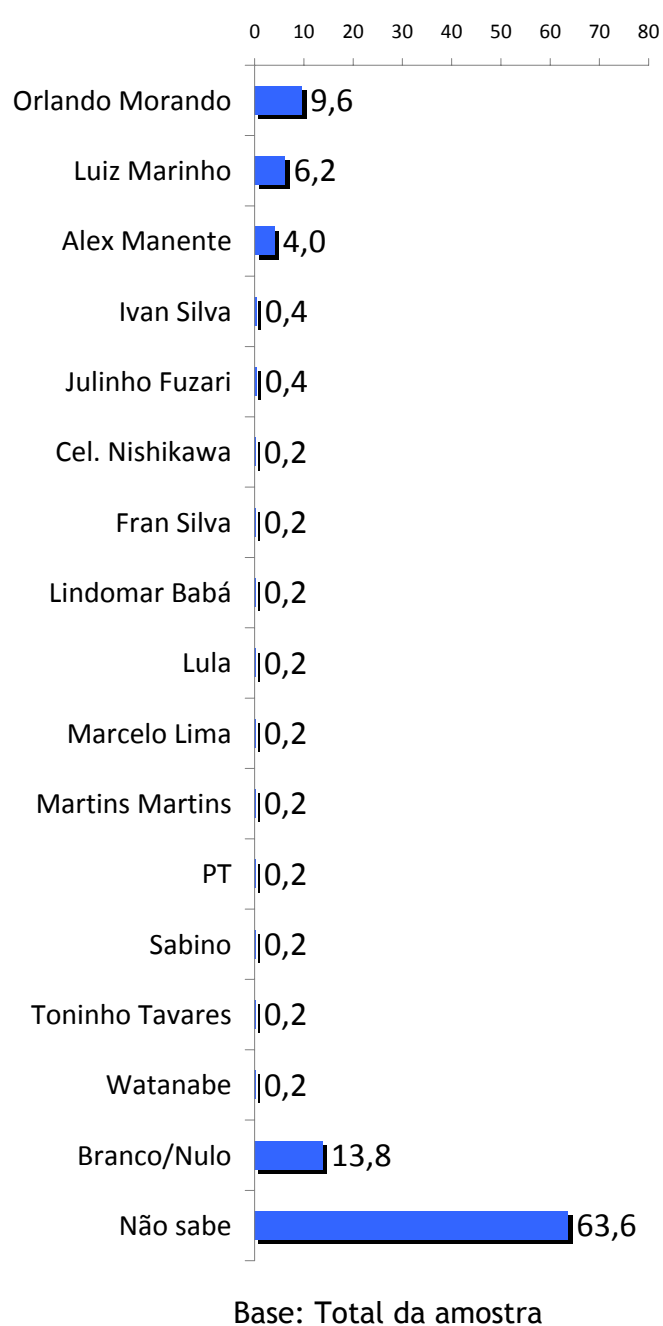 0 10 20 30 40 50 60 70 80
Orlando Morando 9,6
Luiz Marinho 6,2
Alex Manente 4,0
Ivan Silva 0,4
Julinho Fuzari 0,4
Cel. Nishikawa 0,2
Fran Silva 0,2
Lindomar Babá 0,2
Lula 0,2
Marcelo Lima 0,2
Martins Martins 0,2
PT 0,2
Sabino 0,2
Toninho Tavares 0,2
Watanabe 0,2
Branco/Nulo 13,8
Não sabe 63,6
Base: Total da amostra